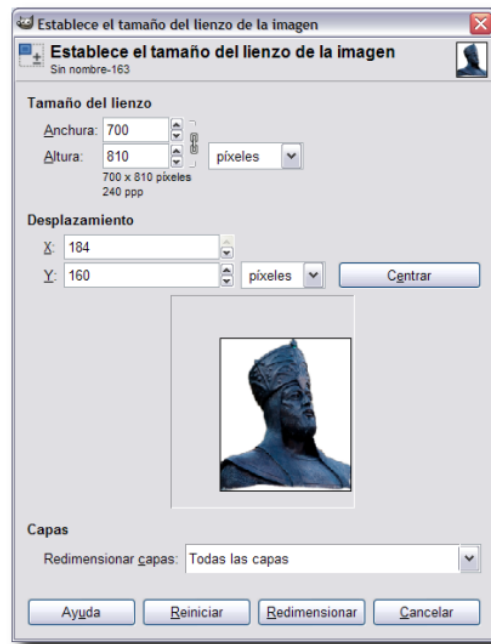 Establece el tamaño del lienzo de la imagen
Establece el tamaño del lienzo de la imagen
Sin nombre-163
Tamaño del lienzo
Anchura: 700
Altura: 810 píxeles
700 x 810 píxeles
240 ppp
Desplazamiento
X: 184
Y: 160 píxeles Centrar
Capas
Redimensionar capas: Todas las capas
Ayuda Reiniciar Redimensionar Cancelar